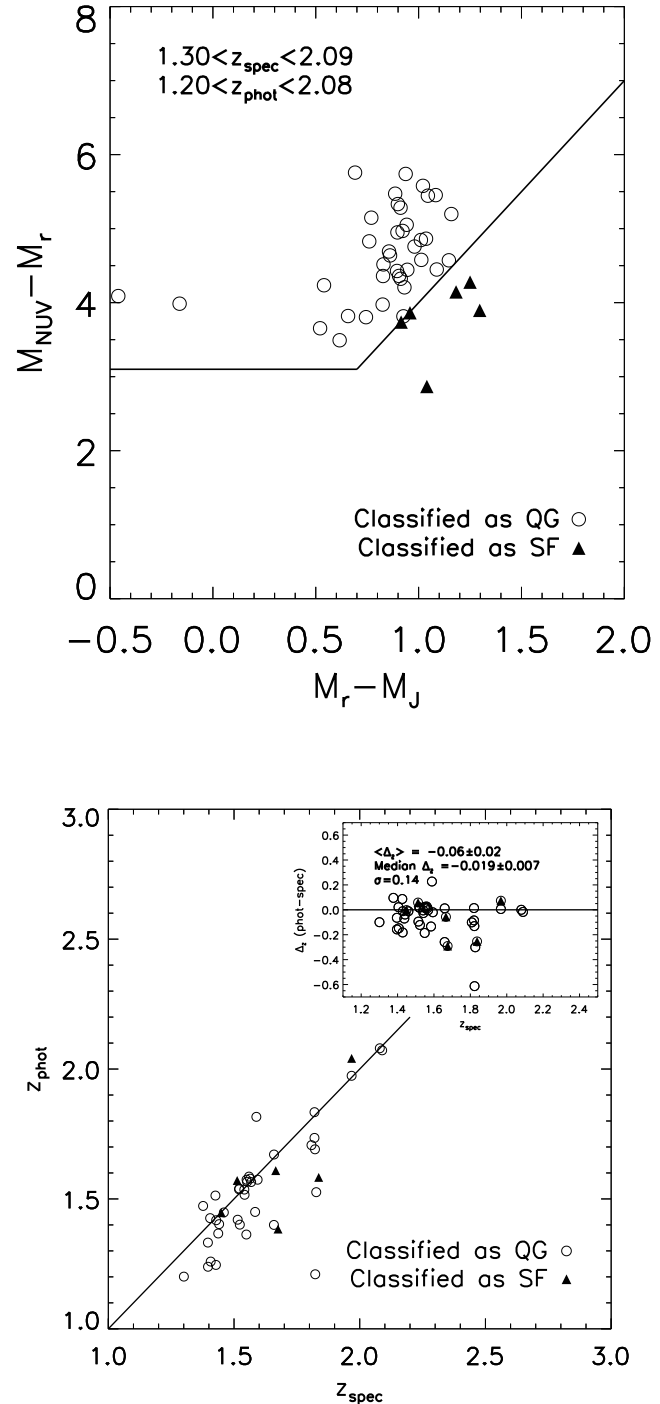 8
1.30<z_spec<2.09
1.20<z_phot<2.08
6
4
2
0
M_NUV−M_r
Classified as QG
Classified as SF
−0.5 0.0 0.5 1.0 1.5 2.0
M_r−M_J
3.0
2.5
2.0
1.5
1.0
z_phot
0.6
0.4
0.2
0.0
−0.2
−0.4
−0.6
Δ_z (phot−spec)
<Δ_z> = −0.06±0.02
Median Δ_z = −0.019±0.007
σ=0.14
1.2 1.4 1.6 1.8 2.0 2.2 2.4
z_spec
Classified as QG
Classified as SF
1.0 1.5 2.0 2.5 3.0
z_spec